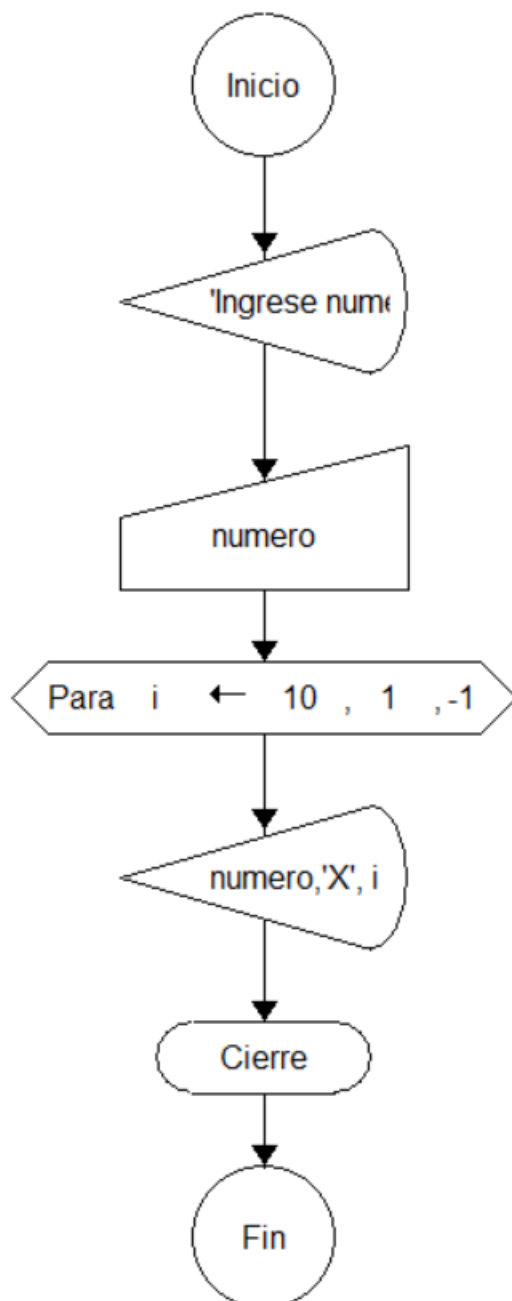 Inicio
'Ingrese nume
numero
Para i ← 10 , 1 ,-1
numero,'X', i
Cierre
Fin